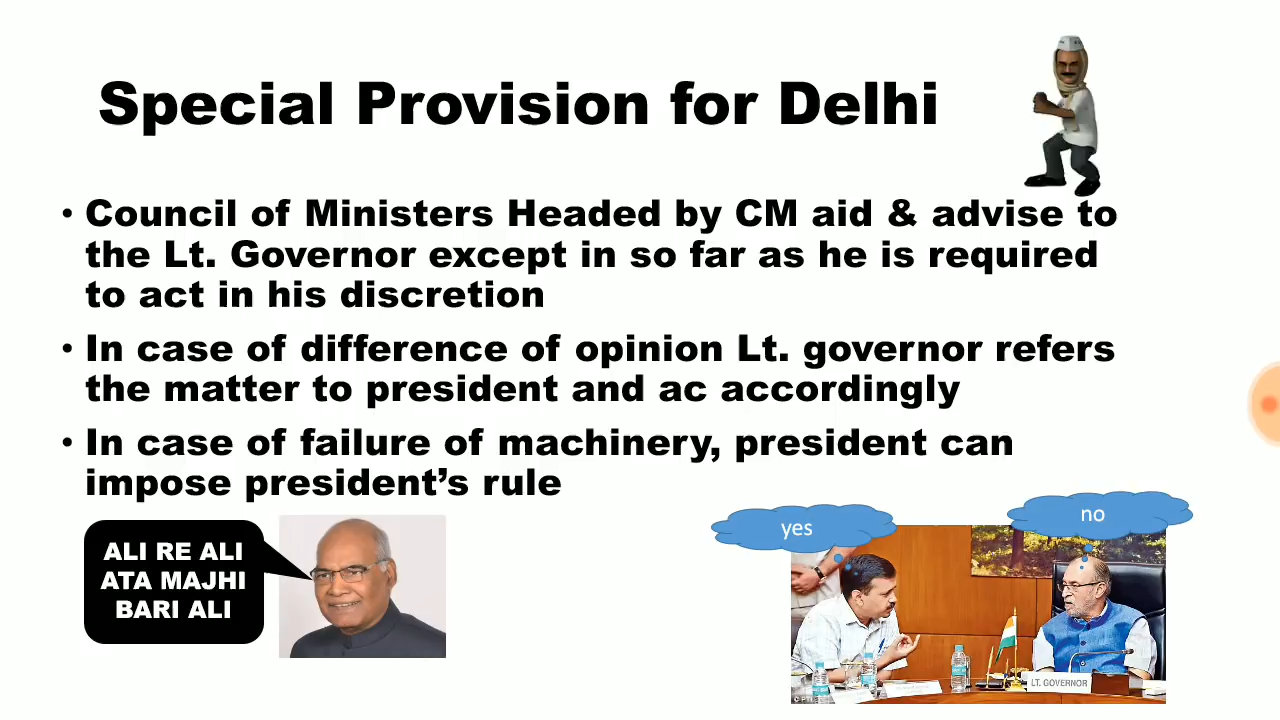 Special Provision for Delhi
• Council of Ministers Headed by CM aid & advise to
the Lt. Governor except in so far as he is required
to act in his discretion
• In case of difference of opinion Lt. governor refers
the matter to president and ac accordingly
• In case of failure of machinery, president can
impose president’s rule
ALI RE ALI
ATA MAJHI
BARI ALI
yes
no
LT. GOVERNOR